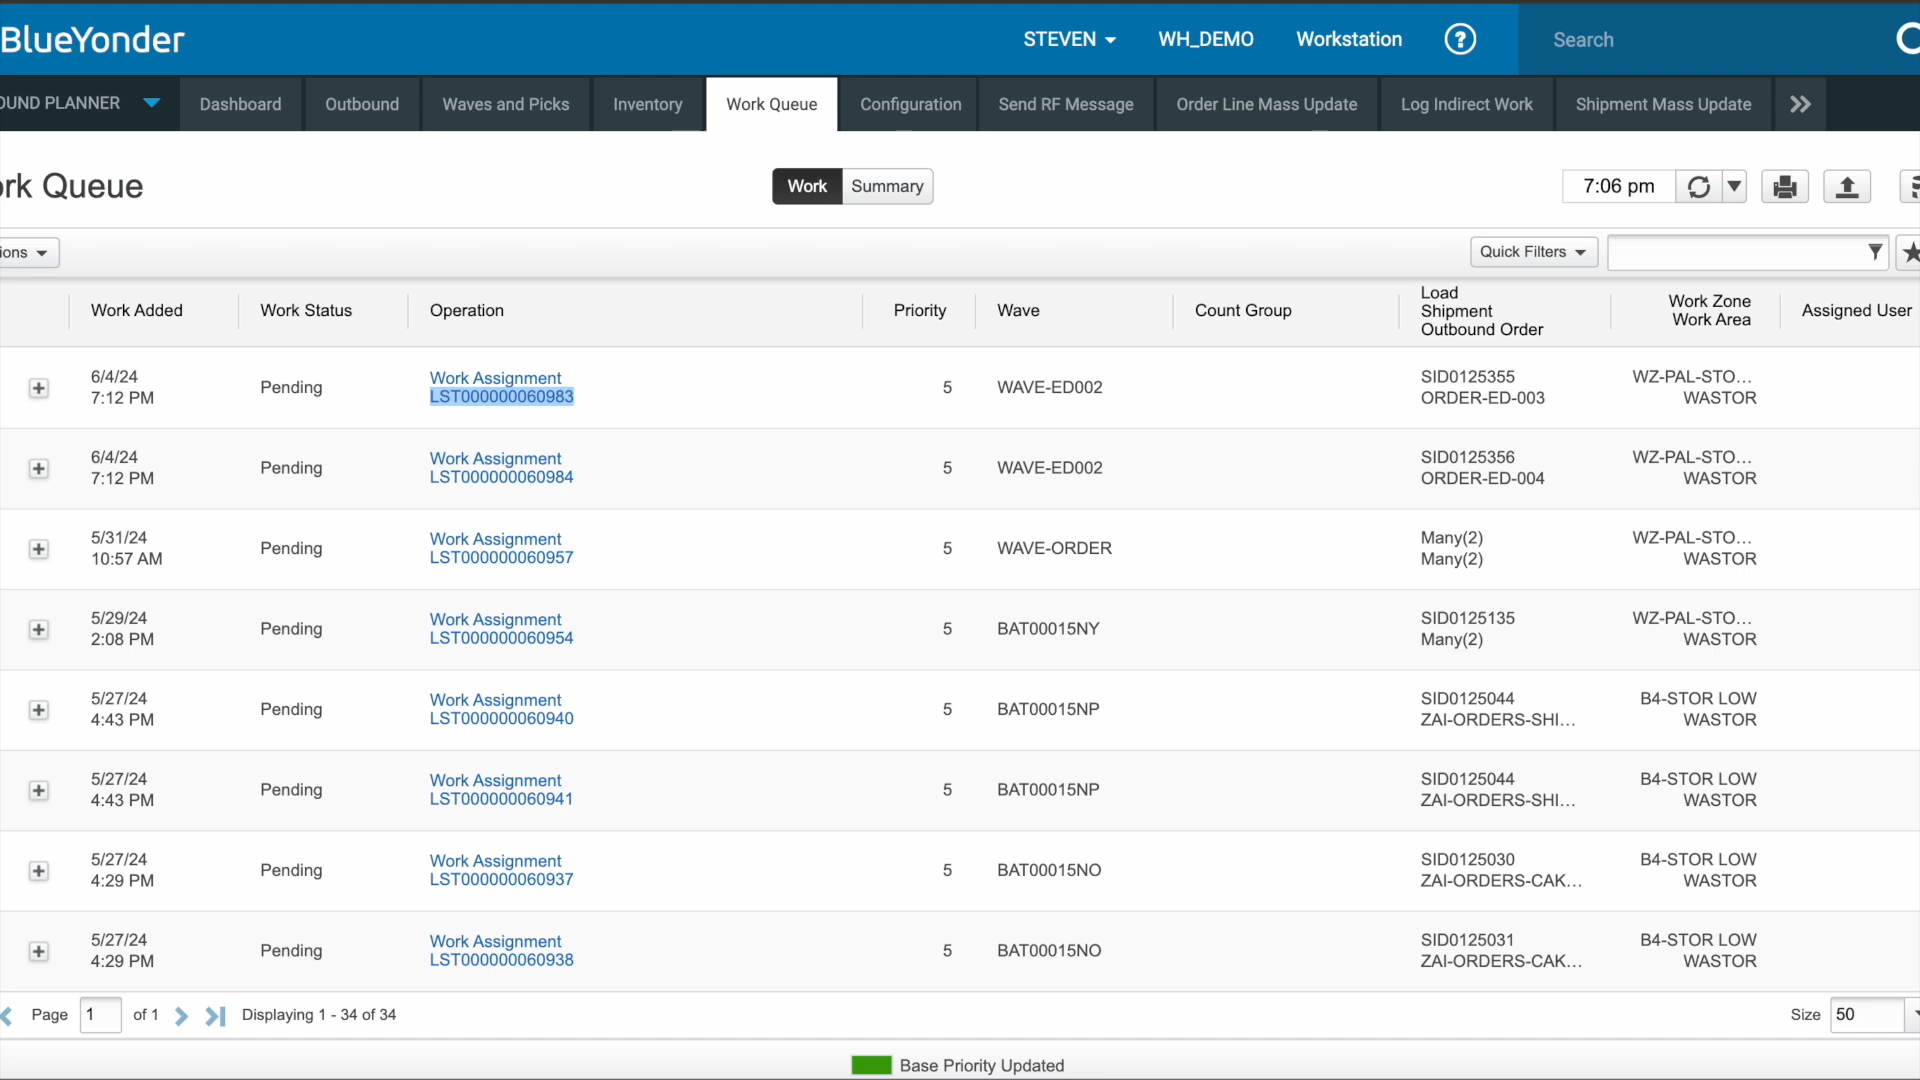 BlueYonder
STEVEN
WH_DEMO
Workstation
?
Search
OUND PLANNER
Dashboard
Outbound
Waves and Picks
Inventory
Work Queue
Configuration
Send RF Message
Order Line Mass Update
Log Indirect Work
Shipment Mass Update
rk Queue
Work
Summary
7:06 pm
ions
Quick Filters
Work Added
Work Status
Operation
Priority
Wave
Count Group
Load
Shipment
Outbound Order
Work Zone
Work Area
Assigned User
6/4/24
7:12 PM
Pending
Work Assignment
LST000000060983
5
WAVE-ED002
SID0125355
ORDER-ED-003
WZ-PAL-STO...
WASTOR
6/4/24
7:12 PM
Pending
Work Assignment
LST000000060984
5
WAVE-ED002
SID0125356
ORDER-ED-004
WZ-PAL-STO...
WASTOR
5/31/24
10:57 AM
Pending
Work Assignment
LST000000060957
5
WAVE-ORDER
Many(2)
Many(2)
WZ-PAL-STO...
WASTOR
5/29/24
2:08 PM
Pending
Work Assignment
LST000000060954
5
BAT00015NY
SID0125135
Many(2)
WZ-PAL-STO...
WASTOR
5/27/24
4:43 PM
Pending
Work Assignment
LST000000060940
5
BAT00015NP
SID0125044
ZAI-ORDERS-SHI...
B4-STOR LOW
WASTOR
5/27/24
4:43 PM
Pending
Work Assignment
LST000000060941
5
BAT00015NP
SID0125044
ZAI-ORDERS-SHI...
B4-STOR LOW
WASTOR
5/27/24
4:29 PM
Pending
Work Assignment
LST000000060937
5
BAT00015NO
SID0125030
ZAI-ORDERS-CAK...
B4-STOR LOW
WASTOR
5/27/24
4:29 PM
Pending
Work Assignment
LST000000060938
5
BAT00015NO
SID0125031
ZAI-ORDERS-CAK...
B4-STOR LOW
WASTOR
Page 1 of 1
Displaying 1 - 34 of 34
Size 50
Base Priority Updated